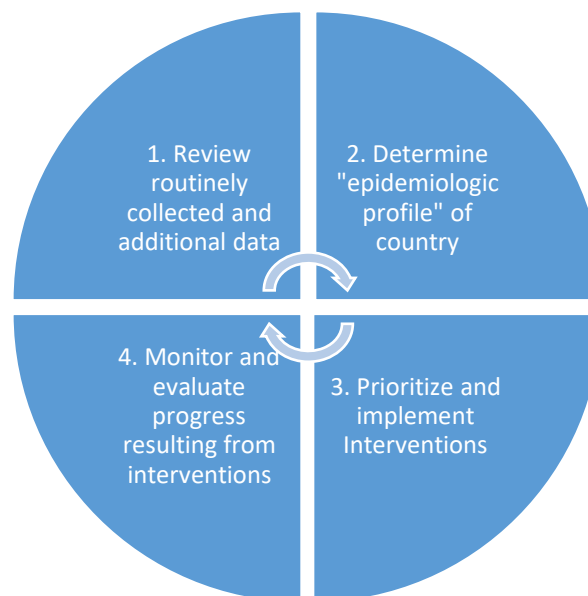 1. Review
routinely
collected and
additional data
2. Determine
"epidemiologic
profile" of
country
4. Monitor and
evaluate
progress
resulting from
interventions
3. Prioritize and
implement
Interventions